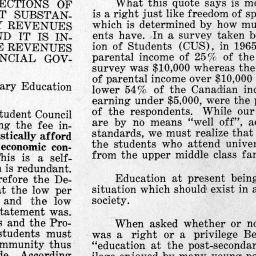 ECTIONS OF
T SUBSTAN-
Y REVENUES
ND IT IS IN-
E REVENUES
NCIAL GOV-
ary Education
tudent Council
ng the fee in-
stically afford
economic con-
his is a self-
is redundant.
efore the De-
at the low per
and the low
tatement was.
s and the Pro-
students must
mmunity thus
What this quote says is mo
is a right just like freedom of sp
which is determined by how mu
ents have. In a survey taken b
ion of Students (CUS), in 1965
parental income of 25% of the
survey was $10,000 whereas the
of parental income over $10,000
lower 54% of the Canadian inc
earning under $5,000, were the p
of the respondents. While our
are by no means "well off", ac
standards, we must realize that
the students who attend univer
from the upper middle class fam
Education at present being
situation which should exist in a
society.
When asked whether or no
was a right or a privilege Be
"education at the post-secondar